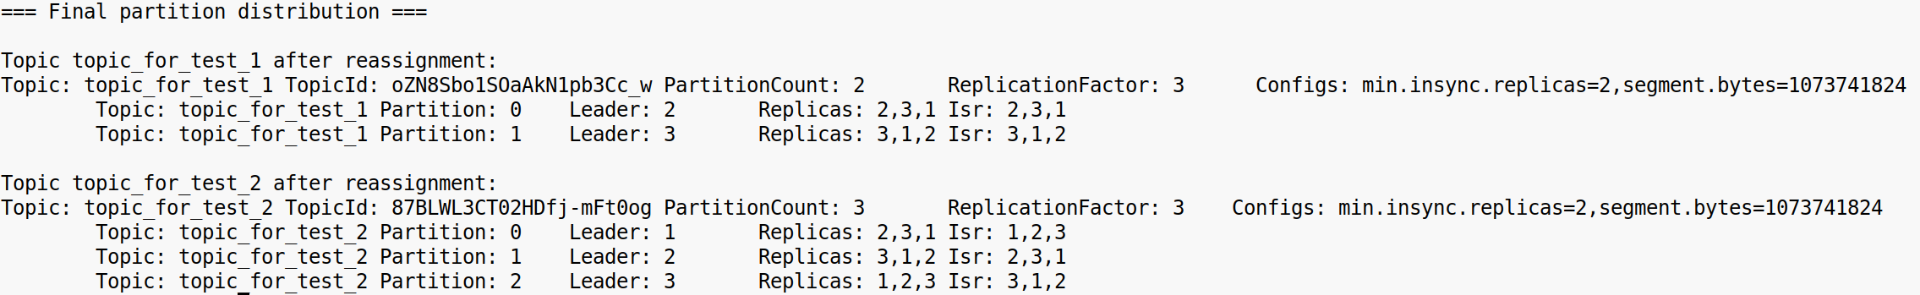 === Final partition distribution ===
Topic topic_for_test_1 after reassignment:
Topic: topic_for_test_1 TopicId: oZN8Sbo1SOaAkN1pb3Cc_w PartitionCount: 2 ReplicationFactor: 3 Configs: min.insync.replicas=2,segment.bytes=1073741824
Topic: topic_for_test_1 Partition: 0 Leader: 2 Replicas: 2,3,1 Isr: 2,3,1
Topic: topic_for_test_1 Partition: 1 Leader: 3 Replicas: 3,1,2 Isr: 3,1,2
Topic topic_for_test_2 after reassignment:
Topic: topic_for_test_2 TopicId: 87BLWL3CT02HDfj-mFt0og PartitionCount: 3 ReplicationFactor: 3 Configs: min.insync.replicas=2,segment.bytes=1073741824
Topic: topic_for_test_2 Partition: 0 Leader: 1 Replicas: 2,3,1 Isr: 1,2,3
Topic: topic_for_test_2 Partition: 1 Leader: 2 Replicas: 3,1,2 Isr: 2,3,1
Topic: topic_for_test_2 Partition: 2 Leader: 3 Replicas: 1,2,3 Isr: 3,1,2